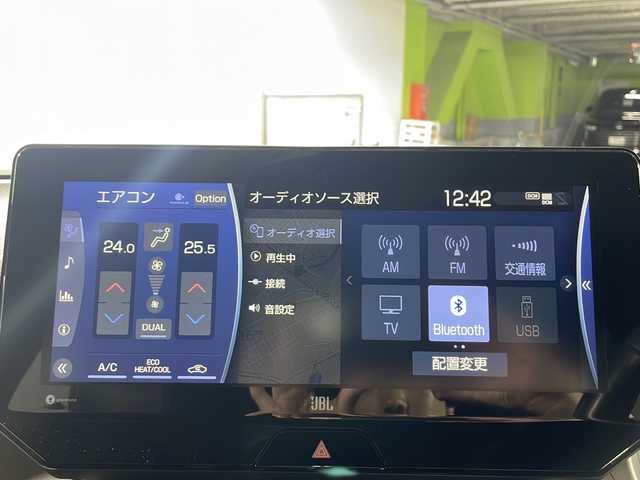 エアコン
Option
オーディオソース選択
12:42
DCM
DCM
24.0
25.5
オーディオ選択
再生中
接続
音設定
AM
FM
交通情報
TV
Bluetooth
USB
DUAL
配置変更
A/C
ECO
HEAT/COOL
JBL